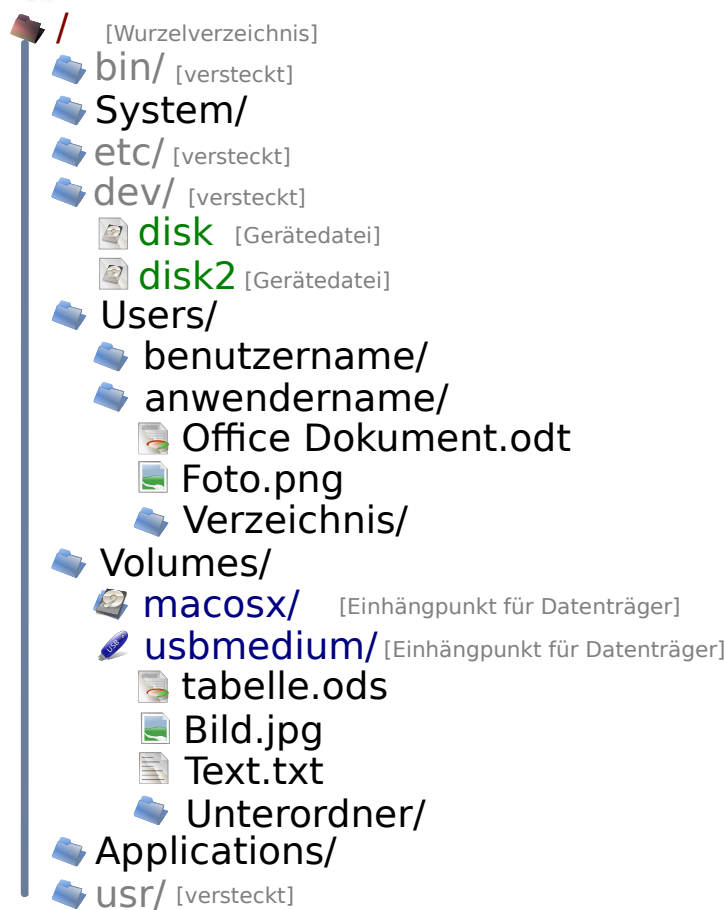 / [Wurzelverzeichnis]
bin/ [versteckt]
System/
etc/ [versteckt]
dev/ [versteckt]
disk [Gerätedatei]
disk2 [Gerätedatei]
Users/
benutzername/
anwendername/
Office Dokument.odt
Foto.png
Verzeichnis/
Volumes/
macosx/ [Einhängpunkt für Datenträger]
usbmedium/ [Einhängpunkt für Datenträger]
tabelle.ods
Bild.jpg
Text.txt
Unterordner/
Applications/
usr/ [versteckt]